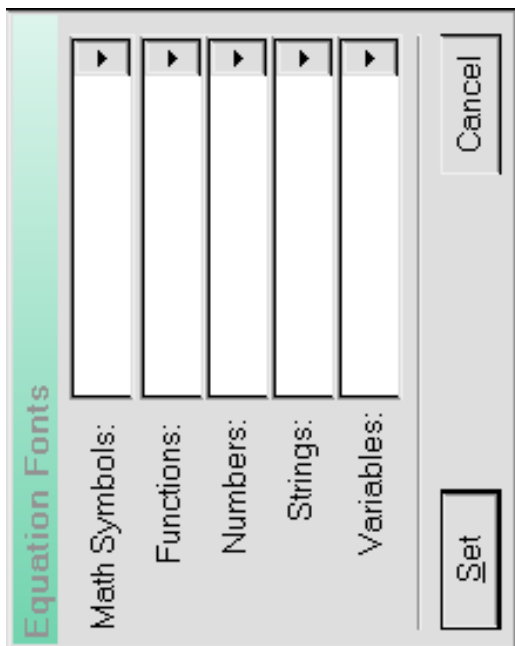 Equation Fonts
Math Symbols:
Functions:
Numbers:
Strings:
Variables:
Set Cancel